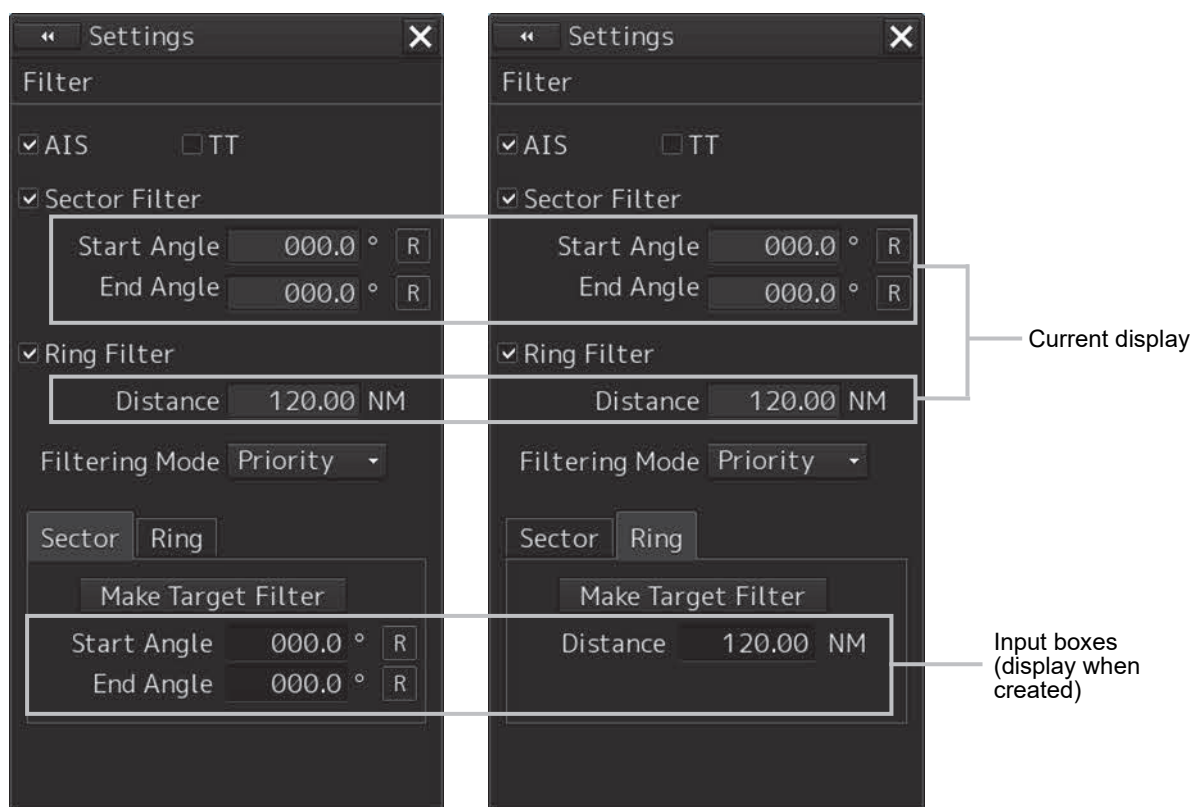 Settings
Filter
AIS TT
Sector Filter
Start Angle 000.0 ° R
End Angle 000.0 ° R
Ring Filter
Distance 120.00 NM
Filtering Mode Priority
Sector Ring
Make Target Filter
Start Angle 000.0 ° R
End Angle 000.0 ° R
Settings
Filter
AIS TT
Sector Filter
Start Angle 000.0 ° R
End Angle 000.0 ° R
Ring Filter
Distance 120.00 NM
Filtering Mode Priority
Sector Ring
Make Target Filter
Distance 120.00 NM
Current display
Input boxes
(display when
created)